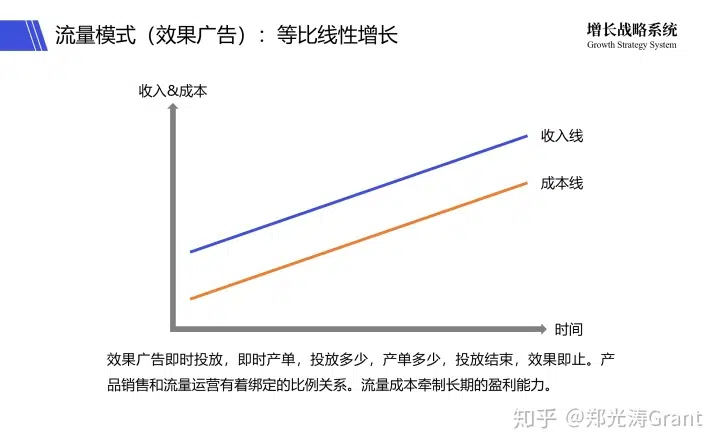 流量模式（效果广告）：等比线性增长
增长战略系统
Growth Strategy System
收入&成本
收入线
成本线
时间
效果广告即时投放，即时产单，投放多少，产单多少，投放结束，效果即止。产
品销售和流量运营有着绑定的比例关系。流量成本牵制长期的盈利能力。
知乎 @郑光涛Grant